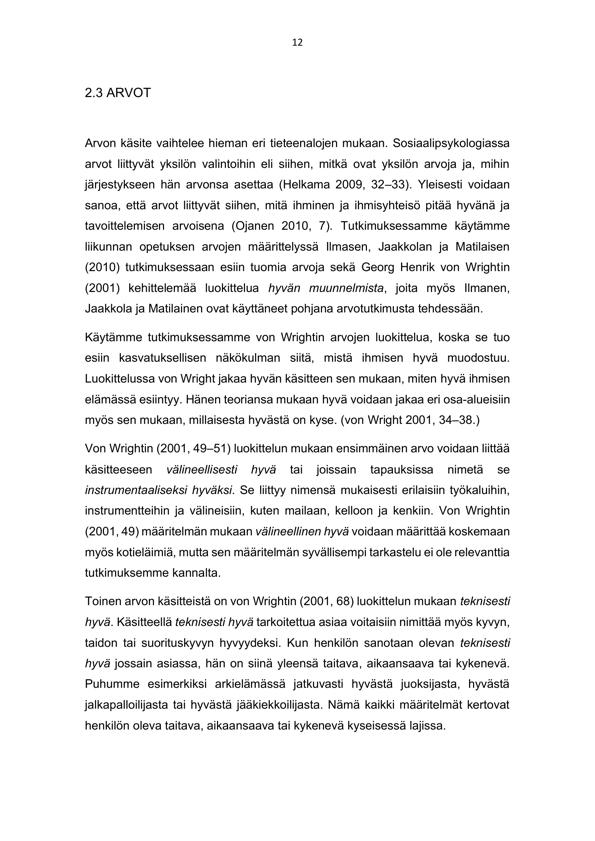 12
2.3 ARVOT
Arvon käsite vaihtelee hieman eri tieteenalojen mukaan. Sosiaalipsykologiassa
arvot liittyvät yksilön valintoihin eli siihen, mitkä ovat yksilön arvoja ja, mihin
järjestykseen hän arvonsa asettaa (Helkama 2009, 32–33). Yleisesti voidaan
sanoa, että arvot liittyvät siihen, mitä ihminen ja ihmisyhteisö pitää hyvänä ja
tavoittelemisen arvoisena (Ojanen 2010, 7). Tutkimuksessamme käytämme
liikunnan opetuksen arvojen määrittelyssä Ilmasen, Jaakkolan ja Matilaisen
(2010) tutkimuksessaan esiin tuomia arvoja sekä Georg Henrik von Wrightin
(2001) kehittelemää luokittelua hyvän muunnelmista, joita myös Ilmanen,
Jaakkola ja Matilainen ovat käyttäneet pohjana arvotutkimusta tehdessään.
Käytämme tutkimuksessamme von Wrightin arvojen luokittelua, koska se tuo
esiin kasvatuksellisen näkökulman siitä, mistä ihmisen hyvä muodostuu.
Luokittelussa von Wright jakaa hyvän käsitteen sen mukaan, miten hyvä ihmisen
elämässä esiintyy. Hänen teoriansa mukaan hyvä voidaan jakaa eri osa-alueisiin
myös sen mukaan, millaisesta hyvästä on kyse. (von Wright 2001, 34–38.)
Von Wrightin (2001, 49–51) luokittelun mukaan ensimmäinen arvo voidaan liittää
käsitteeseen välineellisesti hyvä tai joissain tapauksissa nimetä se
instrumentaaliseksi hyväksi. Se liittyy nimensä mukaisesti erilaisiin työkaluihin,
instrumentteihin ja välineisiin, kuten mailaan, kelloon ja kenkiin. Von Wrightin
(2001, 49) määritelmän mukaan välineellinen hyvä voidaan määrittää koskemaan
myös kotieläimiä, mutta sen määritelmän syvällisempi tarkastelu ei ole relevanttia
tutkimuksemme kannalta.
Toinen arvon käsitteistä on von Wrightin (2001, 68) luokittelun mukaan teknisesti
hyvä. Käsitteellä teknisesti hyvä tarkoitettua asiaa voitaisiin nimittää myös kyvyn,
taidon tai suorituskyvyn hyvyydeksi. Kun henkilön sanotaan olevan teknisesti
hyvä jossain asiassa, hän on siinä yleensä taitava, aikaansaava tai kykenevä.
Puhumme esimerkiksi arkielämässä jatkuvasti hyvästä juoksijasta, hyvästä
jalkapalloilijasta tai hyvästä jääkiekkoilijasta. Nämä kaikki määritelmät kertovat
henkilön oleva taitava, aikaansaava tai kykenevä kyseisessä lajissa.